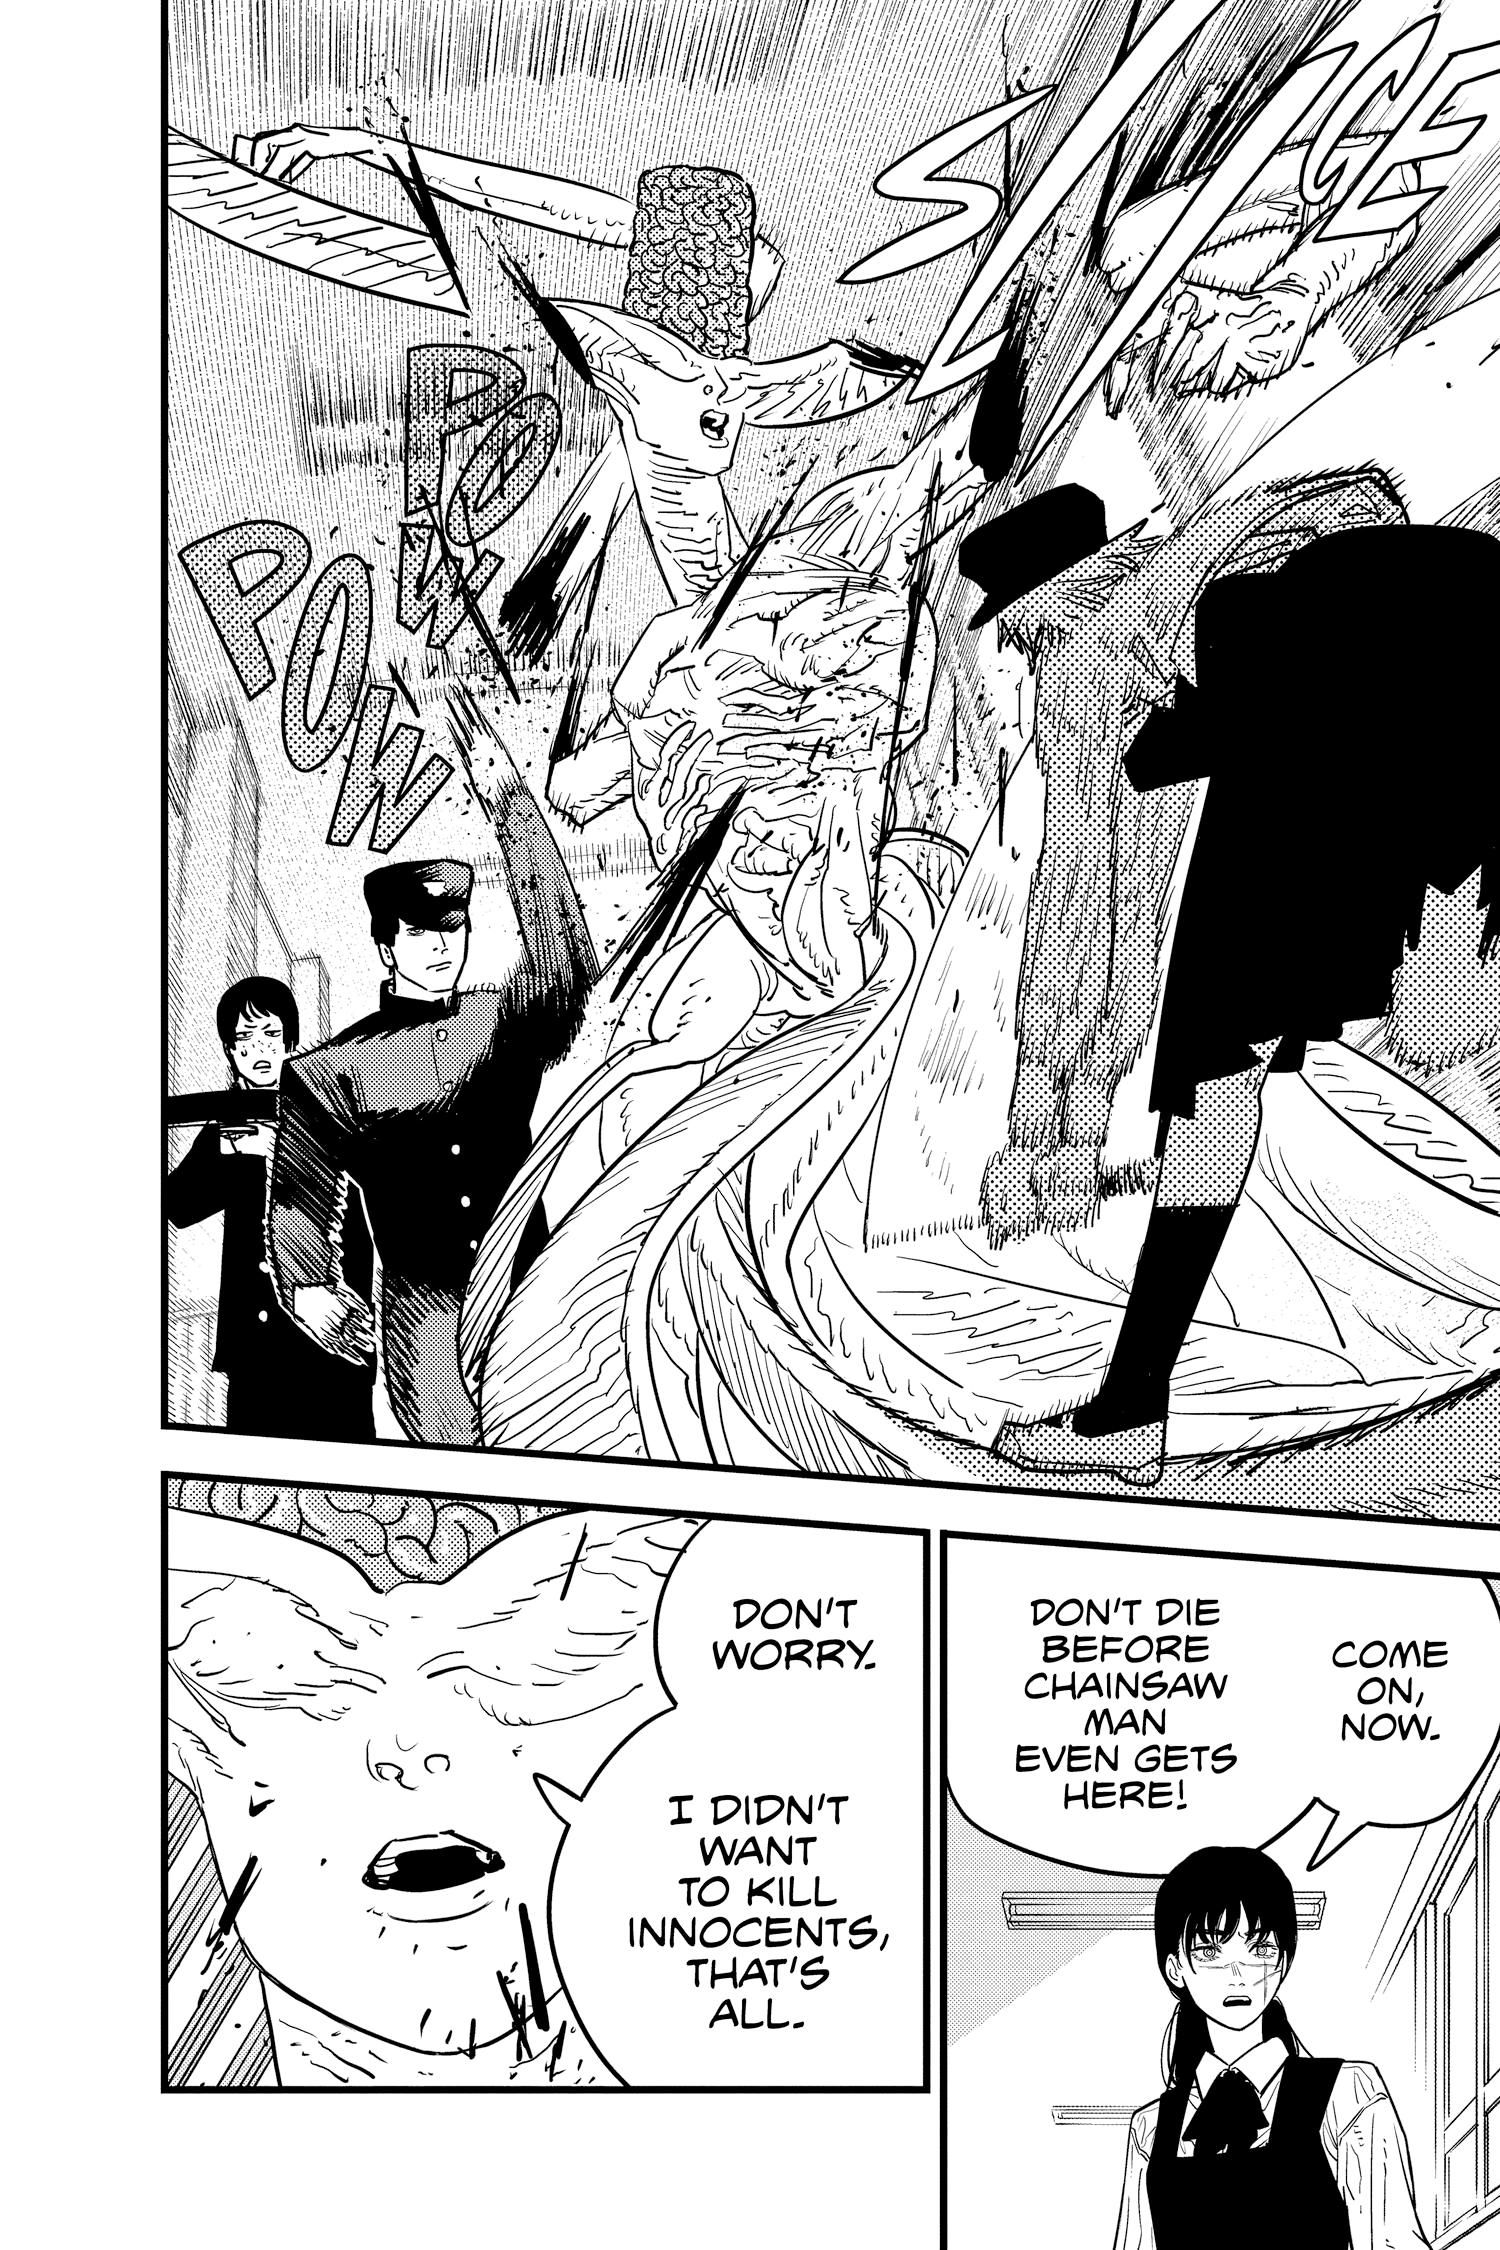 SLICE
POW
POW
COME
ON,
NOW.
DON'T DIE
BEFORE
CHAINSAW
MAN
EVEN GETS
HERE!
DON'T
WORRY.
I DIDN'T
WANT
TO KILL
INNOCENTS,
THAT'S
ALL.